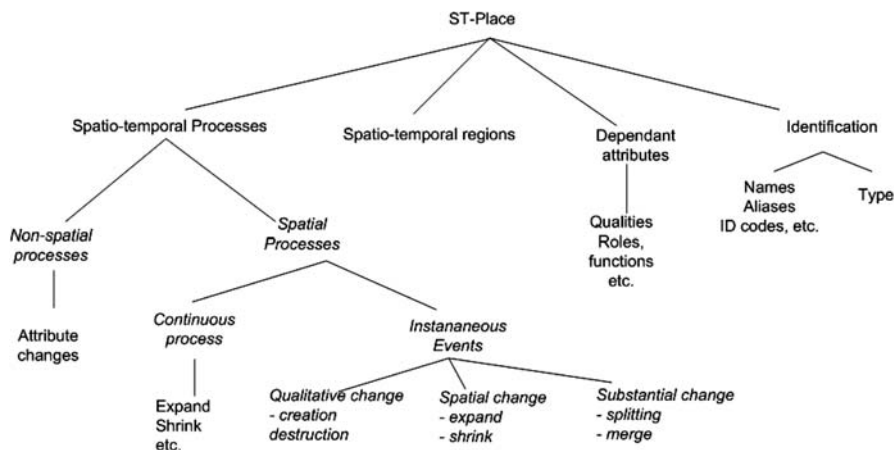 ST-Place
Spatio-temporal Processes
Spatio-temporal regions
Dependant
attributes
Identification
Names
Aliases
ID codes, etc.
Type
Non-spatial
processes
Spatial
Processes
Qualities
Roles,
functions
etc.
Attribute
changes
Continuous
process
Instananeous
Events
Expand
Shrink
etc.
Qualitative change
- creation
destruction
Spatial change
- expand
- shrink
Substantial change
- splitting
- merge